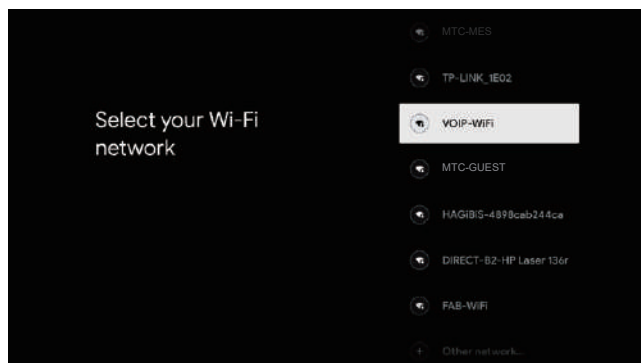 Select your Wi-Fi
network
MTC-MES
TP-LINK_1E02
VOIP-WiFi
MTC-GUEST
HAGiBiS-4898cab244ca
DIRECT-B2-HP Laser 136r
FAB-WiFi
Other network...